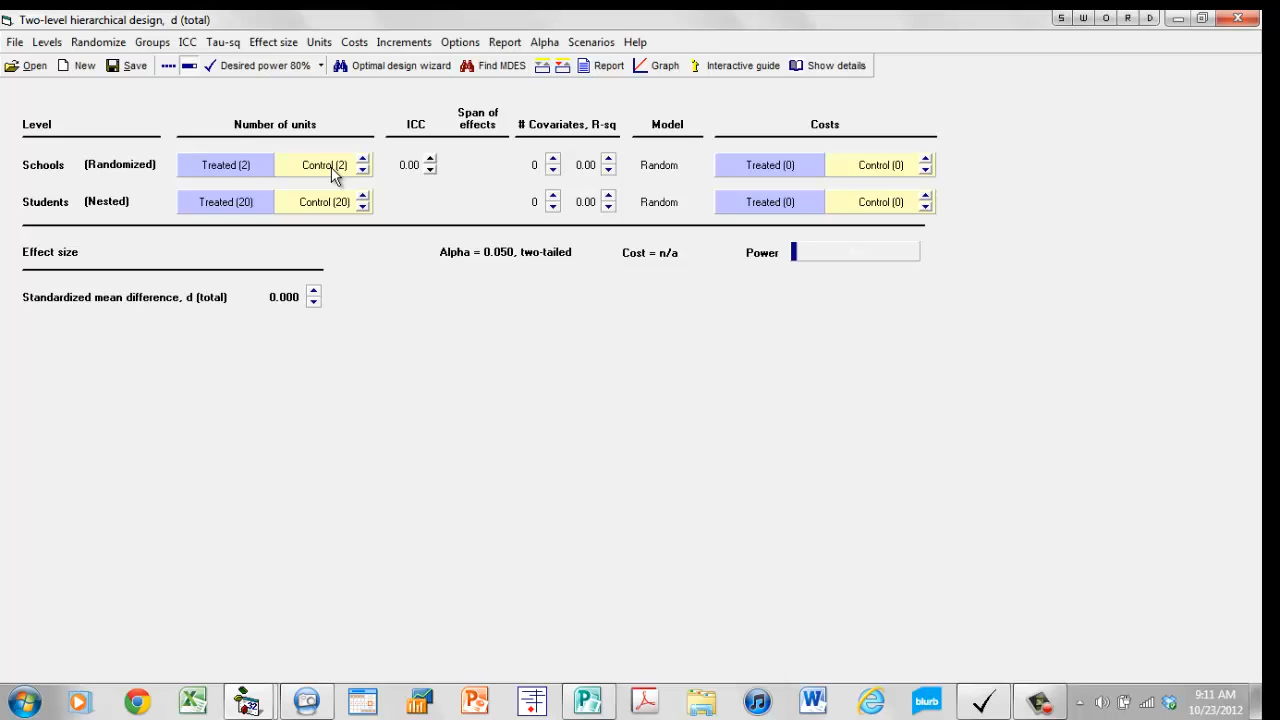 Two-level hierarchical design, d (total)
S W O R D
File Levels Randomize Groups ICC Tau-sq Effect size Units Costs Increments Options Report Alpha Scenarios Help
Open New Save Desired power 80% Optimal design wizard Find MDES Report Graph Interactive guide Show details
Level Number of units ICC Span of effects # Covariates, R-sq Model Costs
Schools (Randomized) Treated (2) Control (2) 0.00 0 0.00 Random Treated (0) Control (0)
Students (Nested) Treated (20) Control (20) 0 0.00 Random Treated (0) Control (0)
Effect size Alpha = 0.050, two-tailed Cost = n/a Power
Standardized mean difference, d (total) 0.000
32
blurb
9:11 AM
10/23/2012